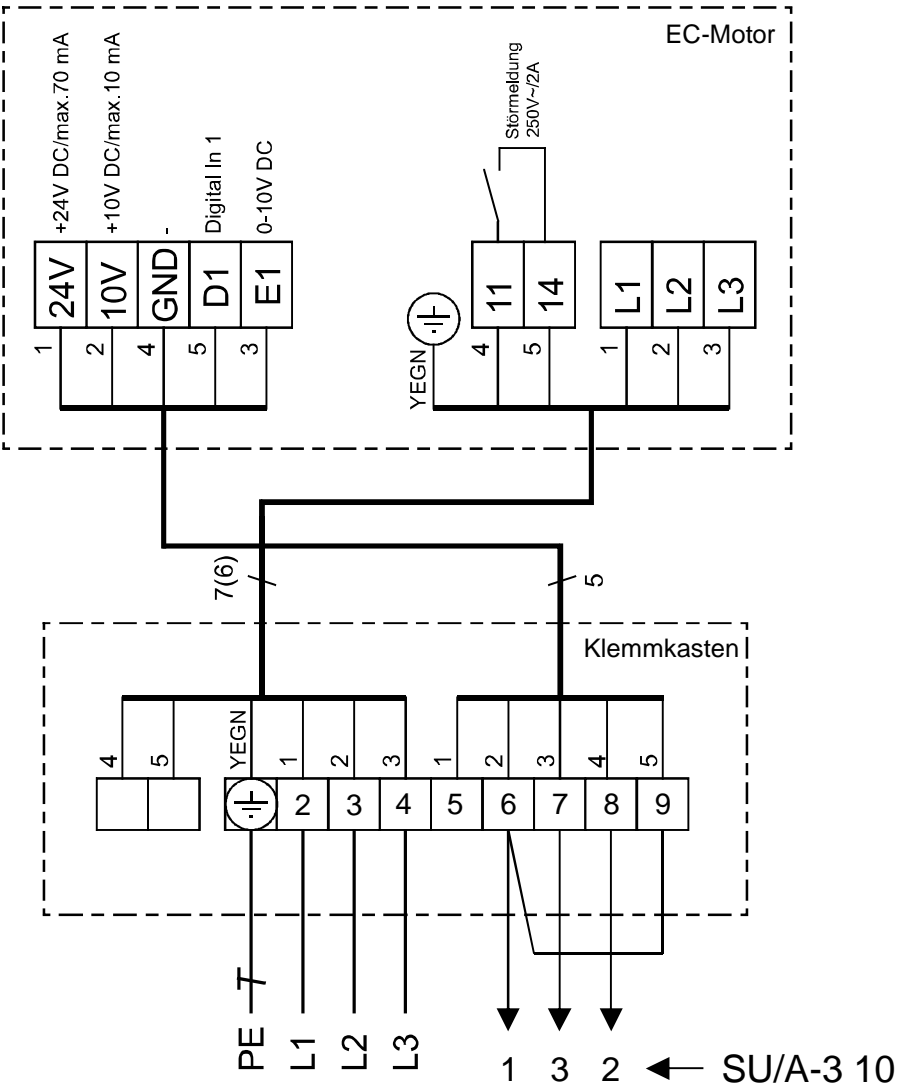 EC-Motor
+24V DC/max.70 mA
+10V DC/max.10 mA
-
Digital In 1
0-10V DC
Störmeldung
250V~/2A
24V
10V
GND
D1
E1
11
14
L1
L2
L3
1
2
4
5
3
YEGN
4
5
1
2
3
7(6)
5
Klemmkasten
4
5
YEGN
1
2
3
1
2
3
4
5
2
3
4
5
6
7
8
9
PE
L1
L2
L3
1
3
2
SU/A-3 10